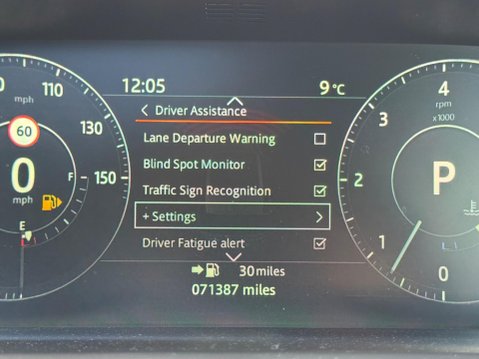 12:05
9 °C
Driver Assistance
Lane Departure Warning
Blind Spot Monitor
Traffic Sign Recognition
+ Settings
Driver Fatigue alert
30 miles
071387 miles
110
130
150
mph
60
0
mph
F
E
4
rpm
x1000
3
2
1
0
P